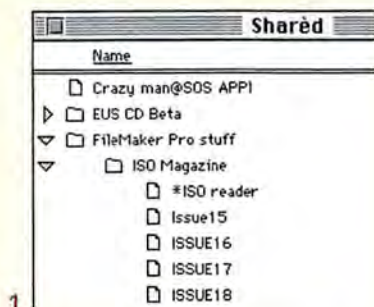 Sharèd
Name
Crazy man@SOS APPl
EUS CD Beta
FileMaker Pro stuff
ISO Magazine
*ISO reader
Issue15
ISSUE16
ISSUE17
ISSUE18
1